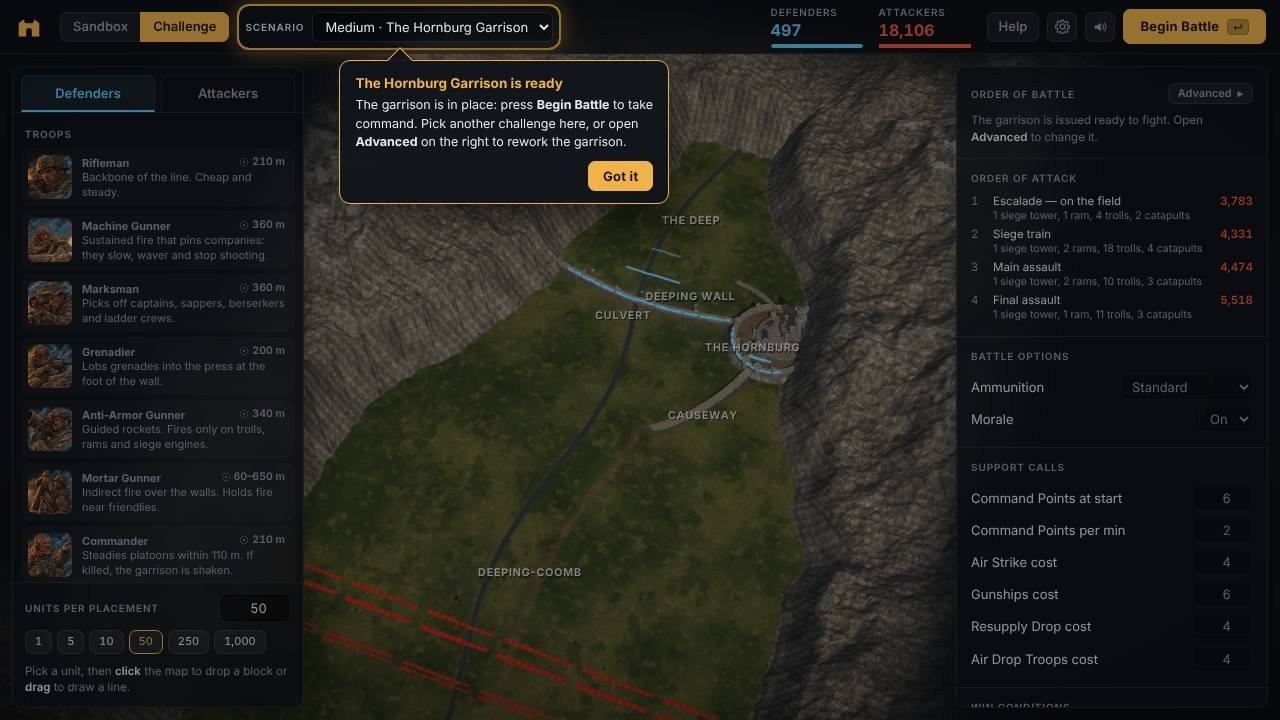 Sandbox
Challenge
SCENARIO
Medium · The Hornburg Garrison
DEFENDERS
497
ATTACKERS
18,106
Help
Begin Battle
The Hornburg Garrison is ready
The garrison is in place: press Begin Battle to take
command. Pick another challenge here, or open
Advanced on the right to rework the garrison.
Got it
Defenders
Attackers
TROOPS
Rifleman
210 m
Backbone of the line. Cheap and
steady.
Machine Gunner
360 m
Sustained fire that pins companies:
they slow, waver and stop shooting.
Marksman
360 m
Picks off captains, sappers, berserkers
and ladder crews.
Grenadier
200 m
Lobs grenades into the press at the
foot of the wall.
Anti-Armor Gunner
340 m
Guided rockets. Fires only on trolls,
rams and siege engines.
Mortar Gunner
60–650 m
Indirect fire over the walls. Holds fire
near friendlies.
Commander
210 m
Steadies platoons within 110 m. If
killed, the garrison is shaken.
UNITS PER PLACEMENT
50
1
5
10
50
250
1,000
Pick a unit, then click the map to drop a block or
drag to draw a line.
THE DEEP
DEEPING WALL
CULVERT
THE HORNBURG
CAUSEWAY
DEEPING-COOMB
ORDER OF BATTLE
Advanced ▸
The garrison is issued ready to fight. Open
Advanced to change it.
ORDER OF ATTACK
1 Escalade — on the field 3,783
1 siege tower, 1 ram, 4 trolls, 2 catapults
2 Siege train 4,331
1 siege tower, 2 rams, 18 trolls, 4 catapults
3 Main assault 4,474
1 siege tower, 2 rams, 10 trolls, 3 catapults
4 Final assault 5,518
1 siege tower, 1 ram, 11 trolls, 3 catapults
BATTLE OPTIONS
Ammunition Standard
Morale On
SUPPORT CALLS
Command Points at start 6
Command Points per min 2
Air Strike cost 4
Gunships cost 6
Resupply Drop cost 4
Air Drop Troops cost 4
WIN CONDITIONS